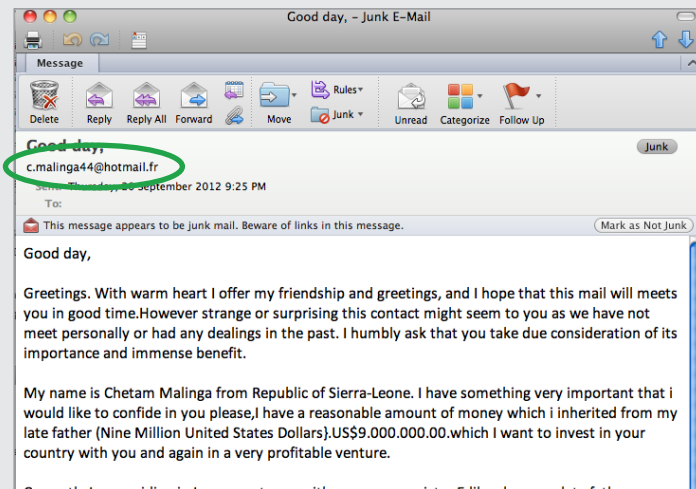 Good day, – Junk E-Mail
Message
Delete Reply Reply All Forward Move Rules Junk Unread Categorize Follow Up
Good day, Junk
c.malinga44@hotmail.fr
Sent: Thursday, September 2012 9:25 PM
To:
This message appears to be junk mail. Beware of links in this message. Mark as Not Junk
Good day,
Greetings. With warm heart I offer my friendship and greetings, and I hope that this mail will meets
you in good time.However strange or surprising this contact might seem to you as we have not
meet personally or had any dealings in the past. I humbly ask that you take due consideration of its
importance and immense benefit.
My name is Chetam Malinga from Republic of Sierra-Leone. I have something very important that i
would like to confide in you please,I have a reasonable amount of money which i inherited from my
late father (Nine Million United States Dollars}.US$9.000.000.00.which I want to invest in your
country with you and again in a very profitable venture.